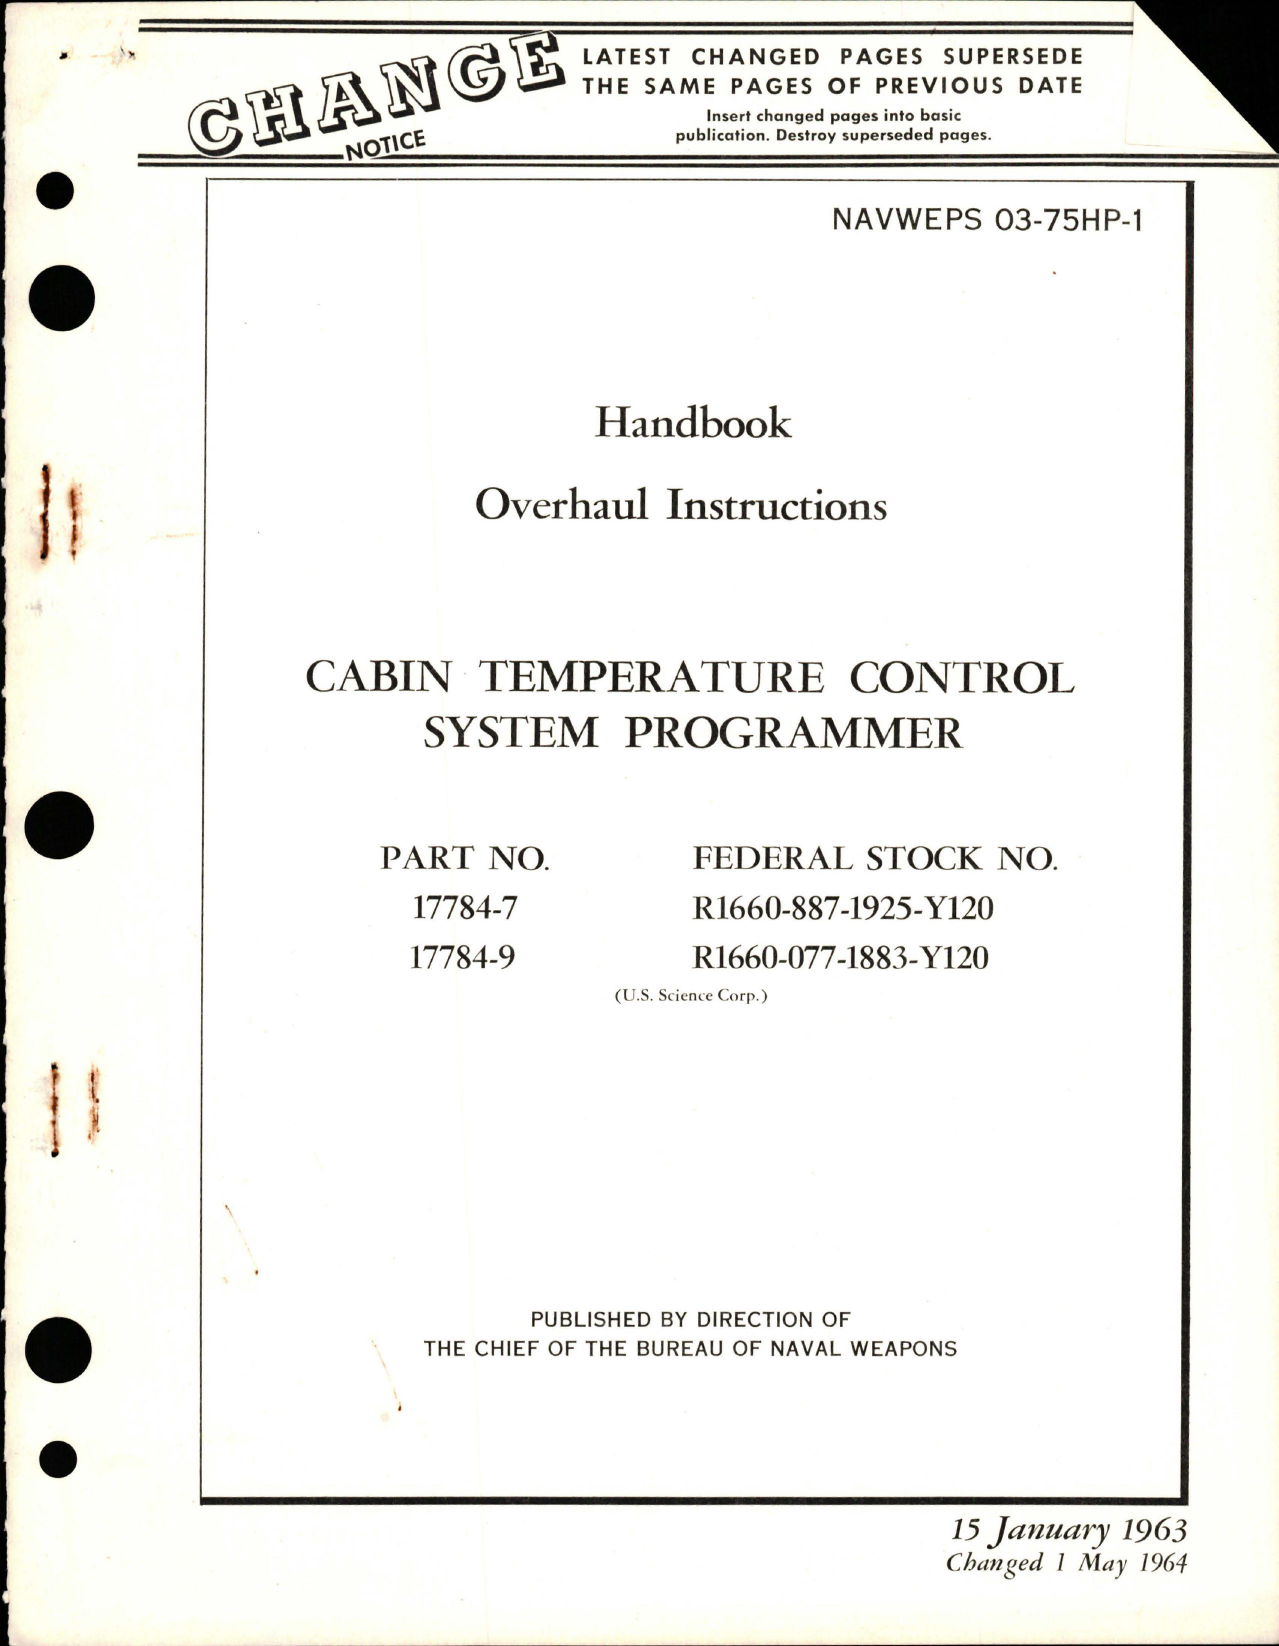 CHANGE
NOTICE
LATEST CHANGED PAGES SUPERSEDE
THE SAME PAGES OF PREVIOUS DATE
Insert changed pages into basic
publication. Destroy superseded pages.
NAVWEPS 03-75HP-1
Handbook
Overhaul Instructions
CABIN TEMPERATURE CONTROL
SYSTEM PROGRAMMER
PART NO. FEDERAL STOCK NO.
17784-7 R1660-887-1925-Y120
17784-9 R1660-077-1883-Y120
(U.S. Science Corp.)
PUBLISHED BY DIRECTION OF
THE CHIEF OF THE BUREAU OF NAVAL WEAPONS
15 January 1963
Changed 1 May 1964